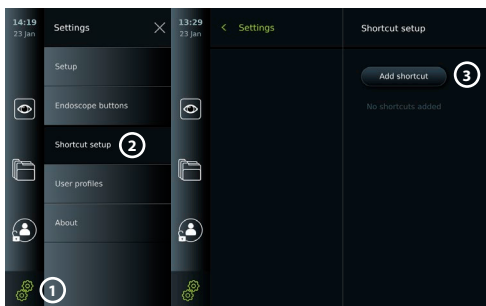 14:19
23 Jan
Settings
Setup
Endoscope buttons
Shortcut setup
2
User profiles
About
1
13:29
23 Jan
Settings
Shortcut setup
Add shortcut
3
No shortcuts added